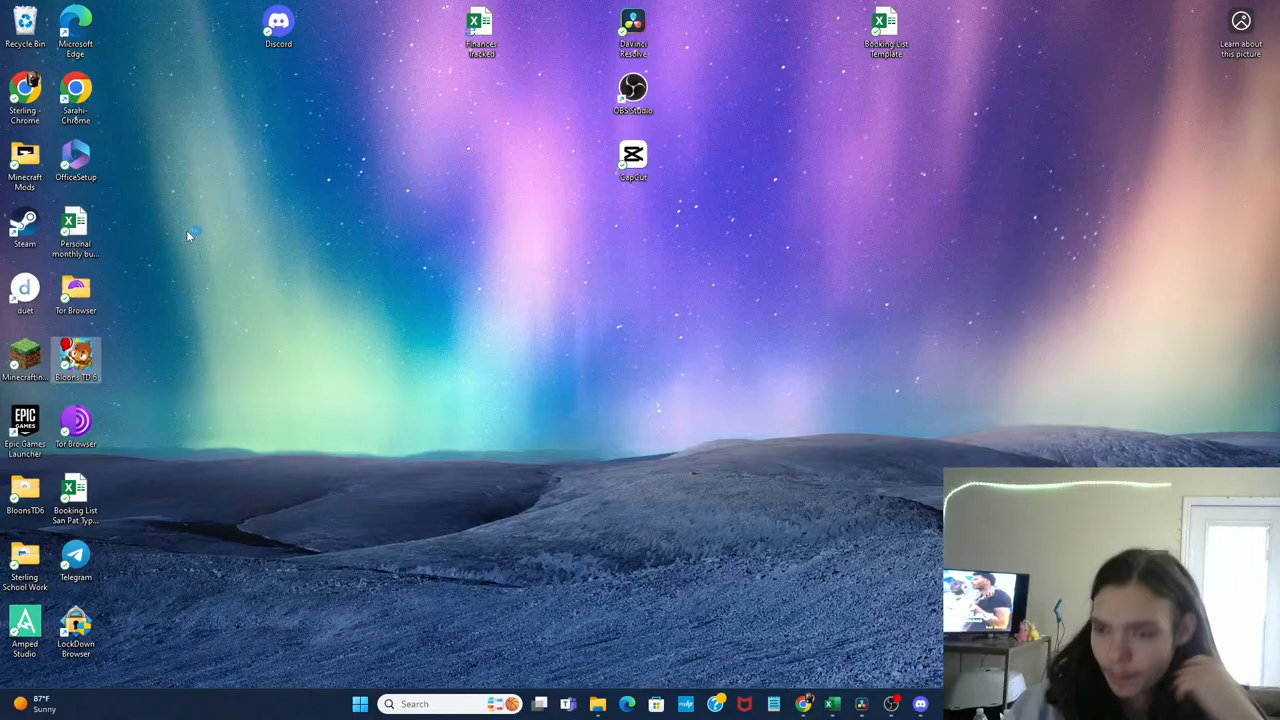 Recycle Bin
Microsoft
Edge
Discord
Finances
Tracked
DaVinci
Resolve
Booking List
Template
Learn about
this picture
Sterling -
Chrome
Sarahi-
Chrome
OBS Studio
Minecraft
Mods
OfficeSetup
CapCut
Steam
Personal
monthly bu...
d
duet
Tor Browser
Minecraftin...
Bloons TD 6
EPIC
GAMES
Epic Games
Launcher
Tor Browser
BloonsTD6
Booking List
San Pat Typ...
Sterling
School Work
Telegram
Amped
Studio
LockDown
Browser
87°F
Sunny
Search